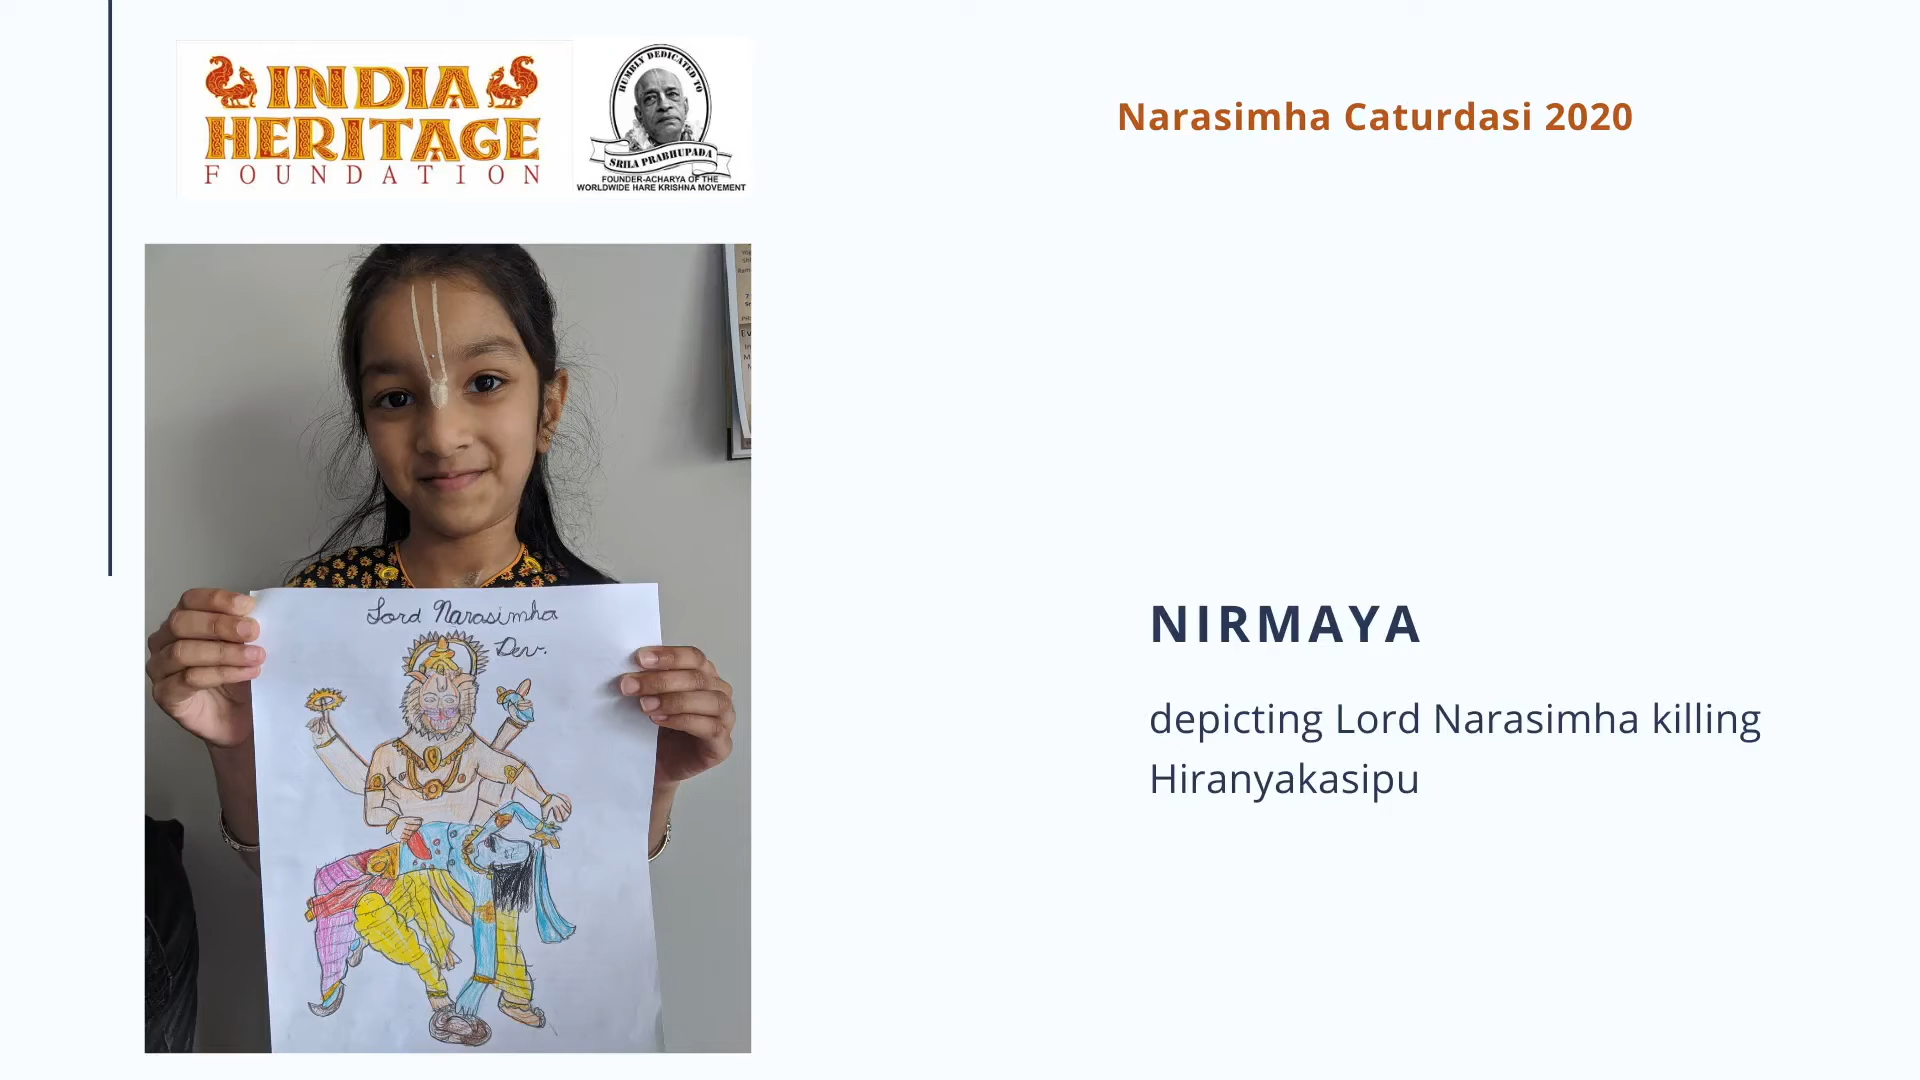 INDIA
HERITAGE
FOUNDATION
HUMBLY DEDICATED TO
SRILA PRABHUPADA
FOUNDER-ACHARYA OF THE
WORLDWIDE HARE KRISHNA MOVEMENT
Narasimha Caturdasi 2020
Lord Narasimha
Dev.
NIRMAYA
depicting Lord Narasimha killing
Hiranyakasipu